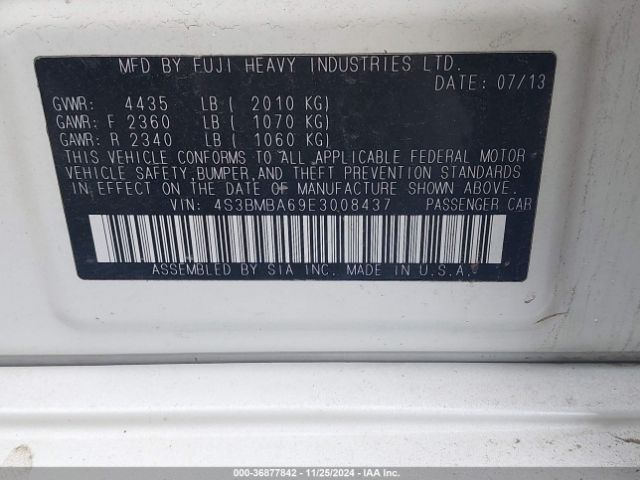 MFD BY FUJI HEAVY INDUSTRIES LTD.
DATE: 07/13
GVWR: 4435 LB ( 2010 KG)
GAWR: F 2360 LB ( 1070 KG)
GAWR: R 2340 LB ( 1060 KG)
THIS VEHICLE CONFORMS TO ALL APPLICABLE FEDERAL MOTOR
VEHICLE SAFETY, BUMPER, AND THEFT PREVENTION STANDARDS
IN EFFECT ON THE DATE OF MANUFACTURE SHOWN ABOVE.
VIN: 4S3BMBA69E3008437 PASSENGER CAR
ASSEMBLED BY SIA INC. MADE IN U.S.A.
000-36877842 - 11/25/2024 - IAA Inc.